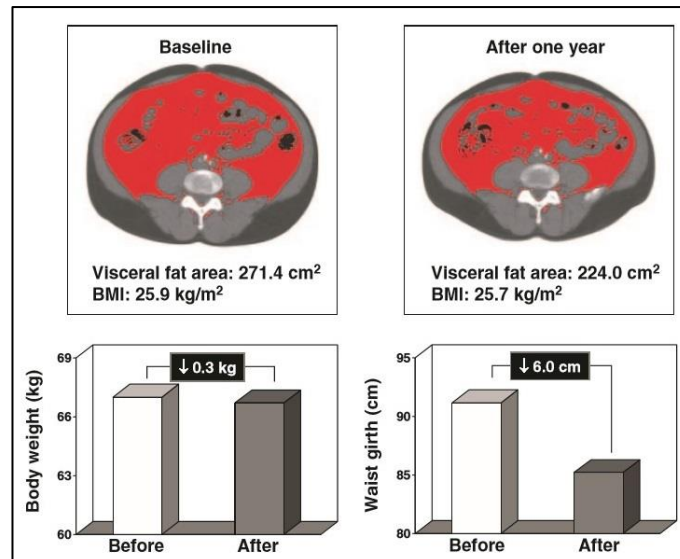 Baseline
Visceral fat area: 271.4 cm²
BMI: 25.9 kg/m²
After one year
Visceral fat area: 224.0 cm²
BMI: 25.7 kg/m²
Body weight (kg)
69
66
63
60
↓ 0.3 kg
Before
After
Waist girth (cm)
95
90
85
80
↓ 6.0 cm
Before
After